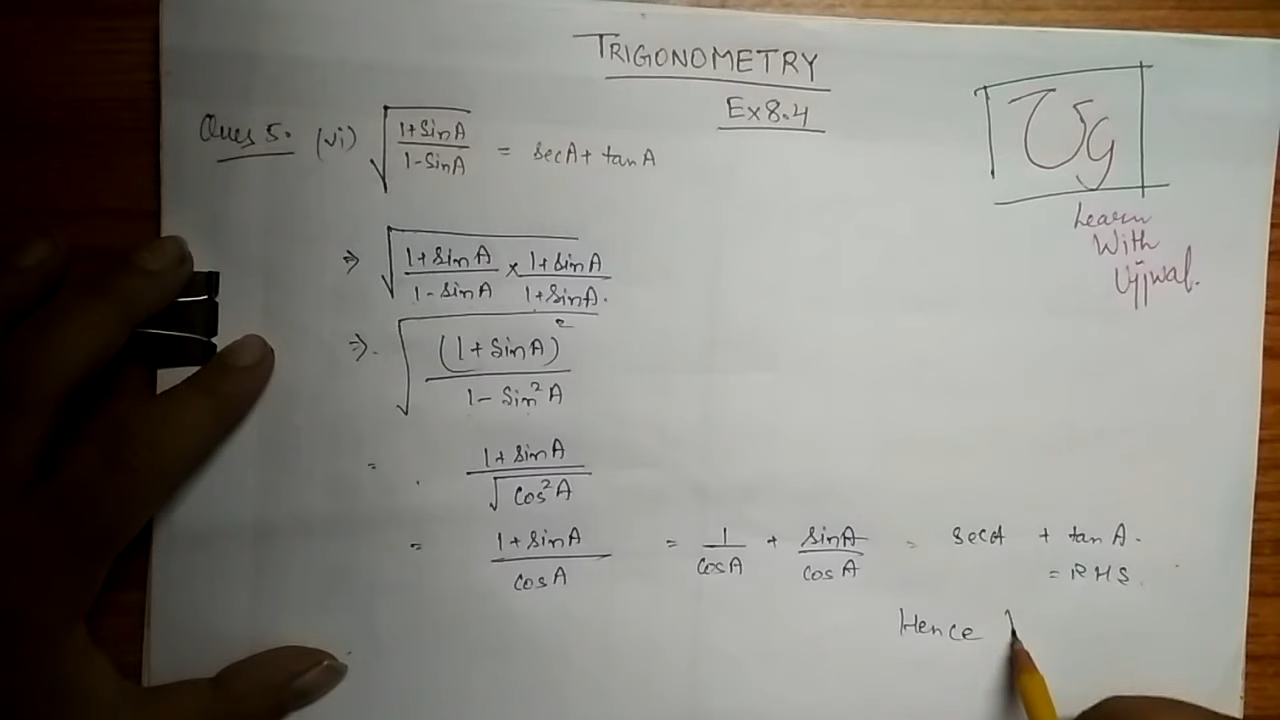 TRIGONOMETRY
Ex 8.4
Ug
Learn
With
Ujjwal.
Ques 5. (vi) √((1+SinA)/(1-SinA)) = secA + tanA
⇒ √((1+SinA)/(1-SinA) × (1+SinA)/(1+SinA).)
⇒. √((1+SinA)²/(1-Sin²A))
= (1+SinA)/√(Cos²A)
= (1+SinA)/CosA = 1/CosA + SinA/CosA = SecA + tanA.
= RHS.
Hence